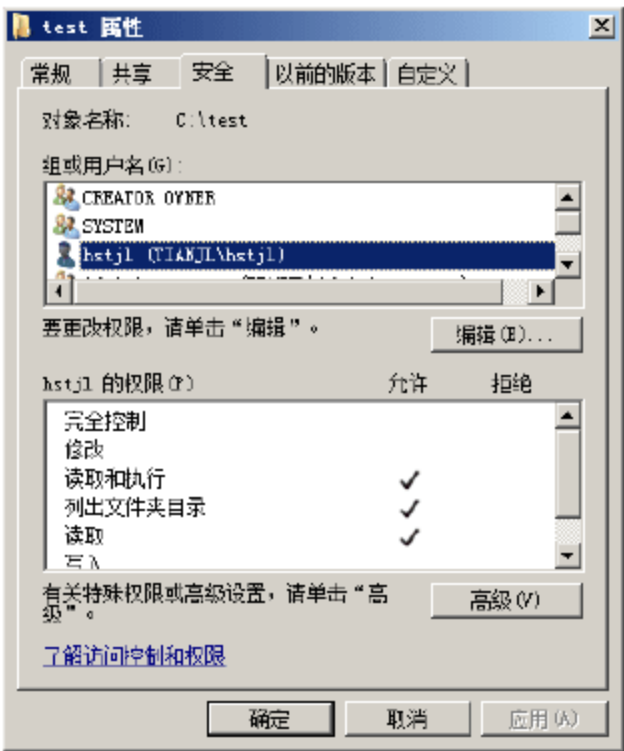 test 属性
常规 共享 安全 以前的版本 自定义
对象名称: C:\test
组或用户名(G):
CREATOR OWNER
SYSTEM
hstjl (TIANJL\hstjl)
要更改权限，请单击“编辑”。
编辑(E)...
hstjl 的权限(P) 允许 拒绝
完全控制
修改
读取和执行
列出文件夹目录
读取
写入
有关特殊权限或高级设置，请单击“高
级”。
高级(V)
了解访问控制和权限
确定 取消 应用(A)